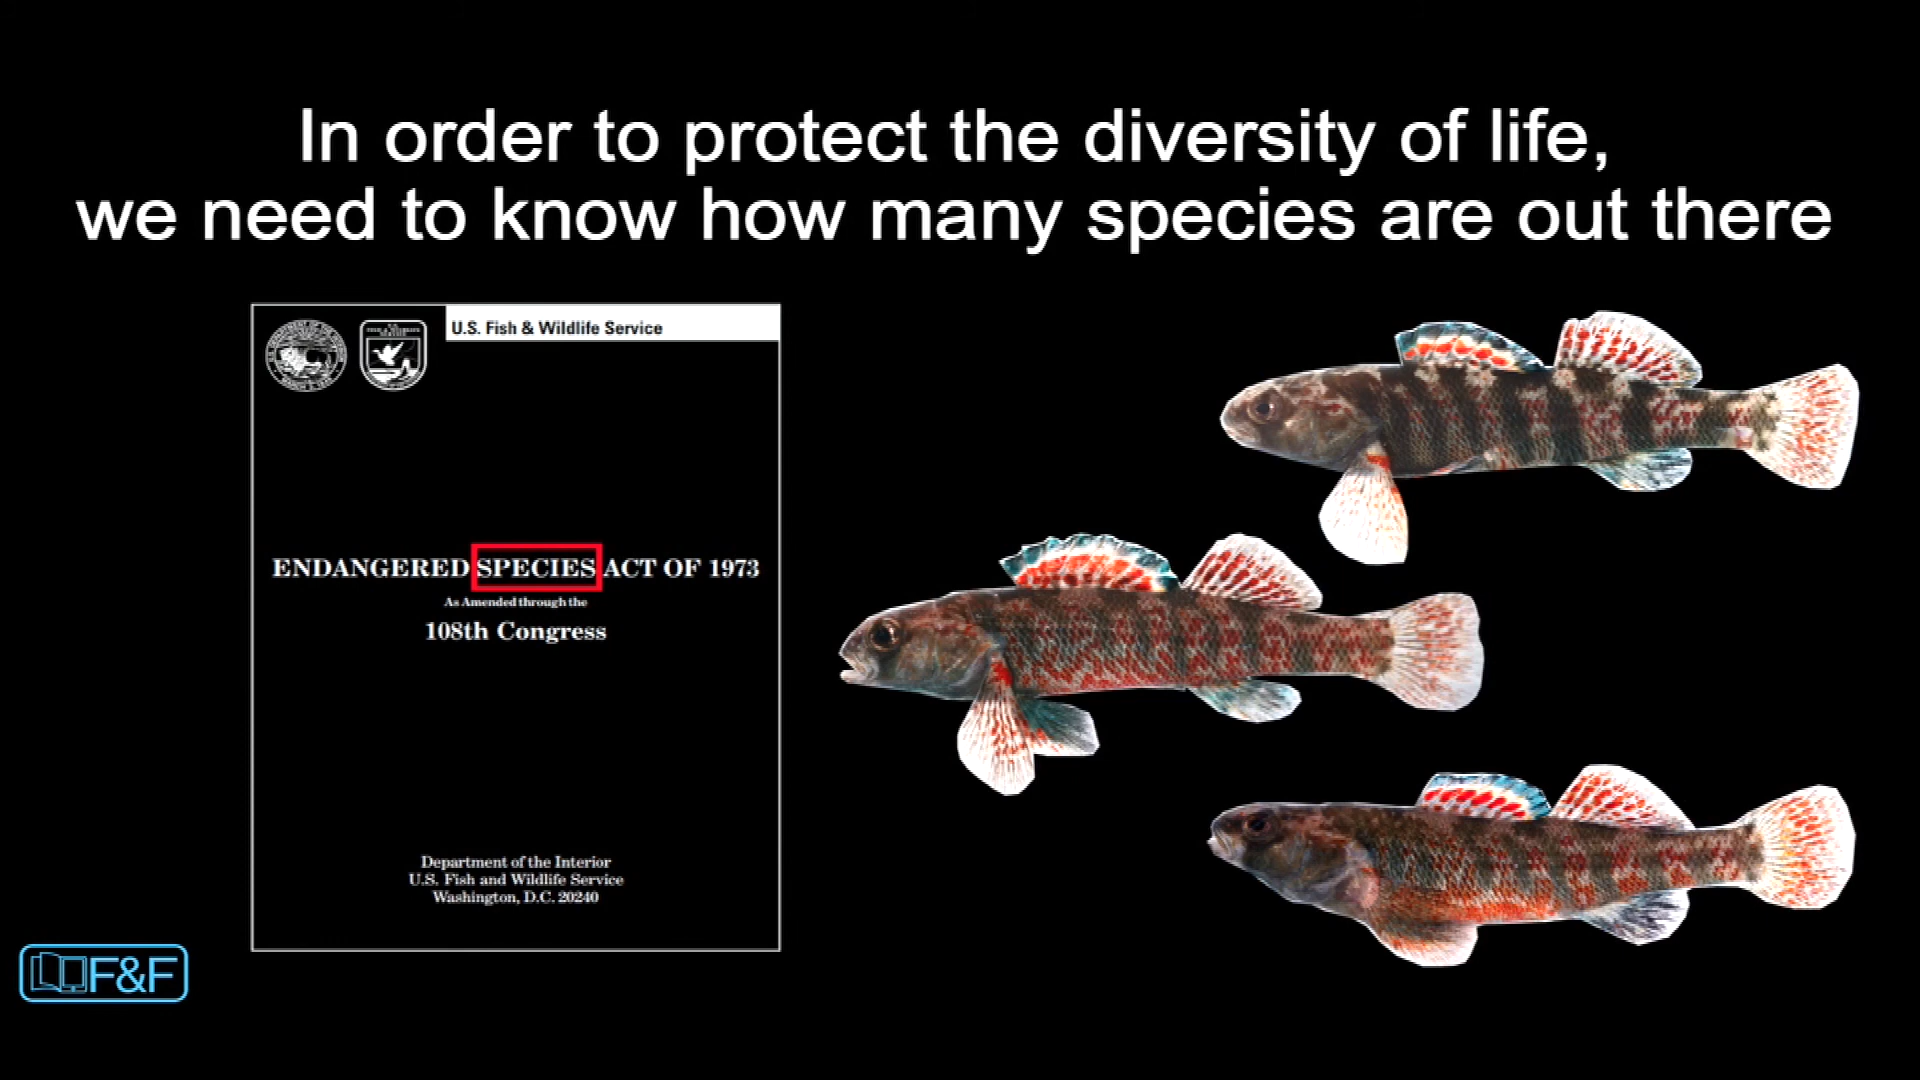 In order to protect the diversity of life,
we need to know how many species are out there
U.S. Fish & Wildlife Service
ENDANGERED SPECIES ACT OF 1973
As Amended through the
108th Congress
Department of the Interior
U.S. Fish and Wildlife Service
Washington, D.C. 20240
F&F